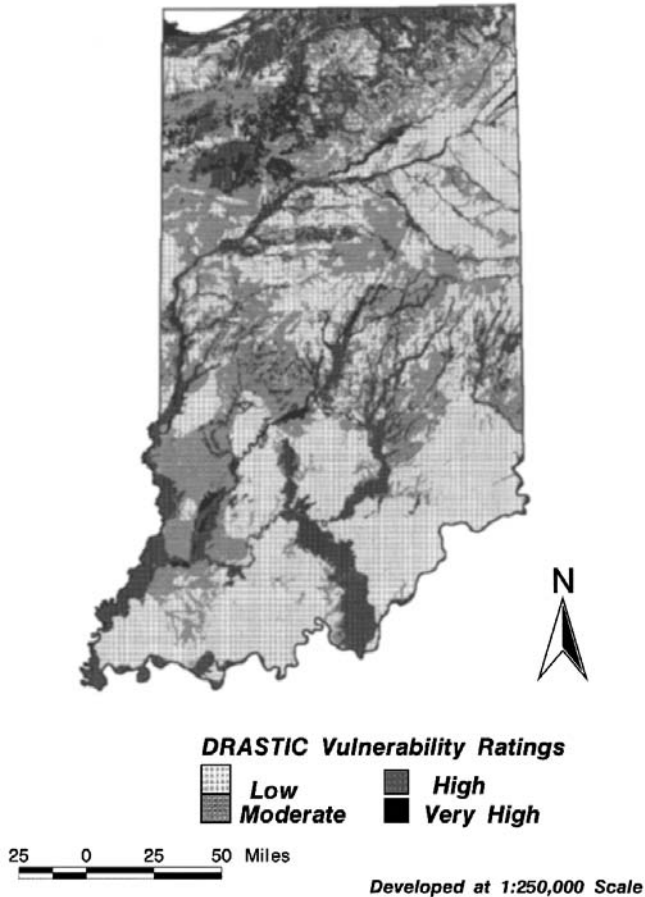 N
DRASTIC Vulnerability Ratings
Low High
Moderate Very High
25 0 25 50 Miles
Developed at 1:250,000 Scale